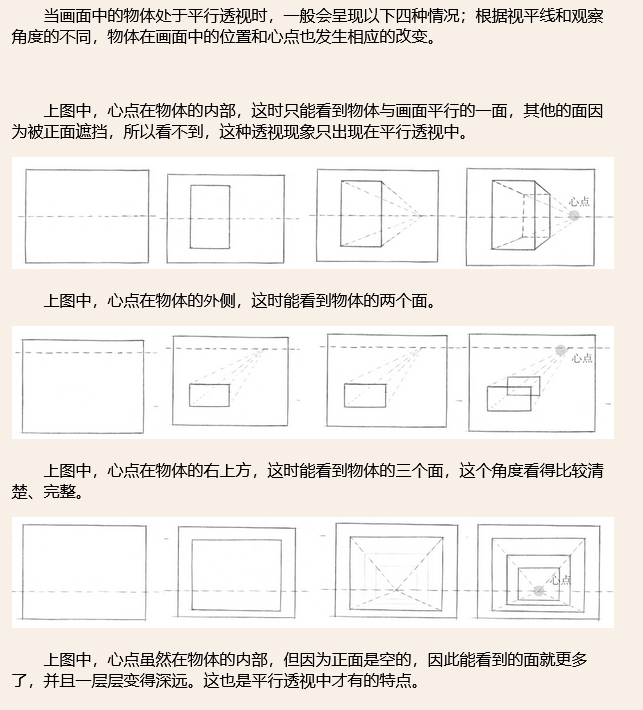 当画面中的物体处于平行透视时，一般会呈现以下四种情况；根据视平线和观察
角度的不同，物体在画面中的位置和心点也发生相应的改变。
上图中，心点在物体的内部，这时只能看到物体与画面平行的一面，其他的面因
为被正面遮挡，所以看不到，这种透视现象只出现在平行透视中。
心点
上图中，心点在物体的外侧，这时能看到物体的两个面。
心点
上图中，心点在物体的右上方，这时能看到物体的三个面，这个角度看得比较清
楚、完整。
心点
上图中，心点虽然在物体的内部，但因为正面是空的，因此能看到的面就更多
了，并且一层层变得深远。这也是平行透视中才有的特点。